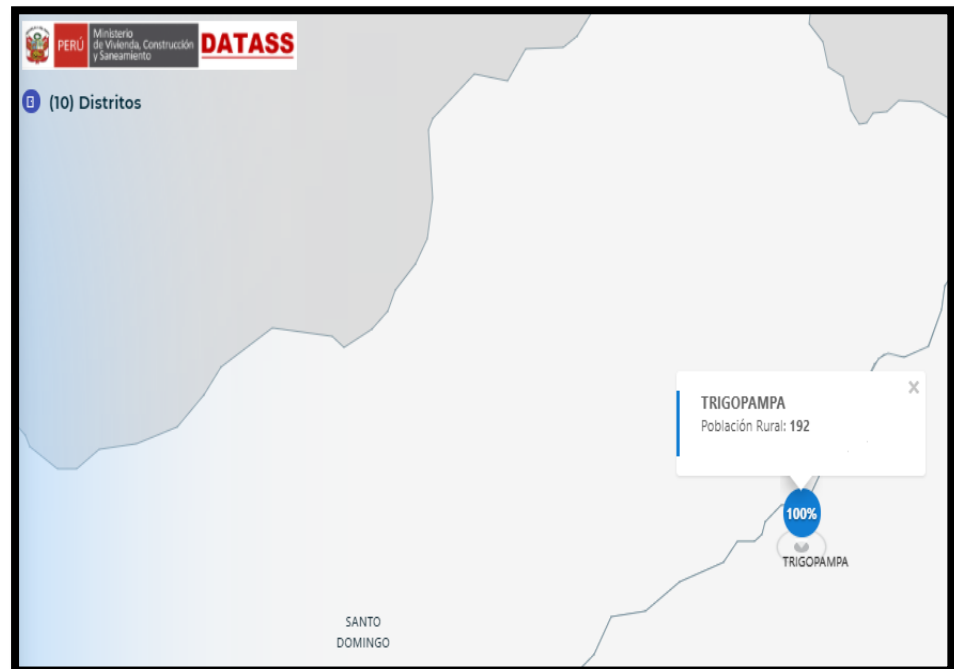 PERÚ
Ministerio
de Vivienda, Construcción
y Saneamiento
DATASS
(10) Distritos
TRIGOPAMPA
Población Rural: 192
100%
TRIGOPAMPA
SANTO
DOMINGO